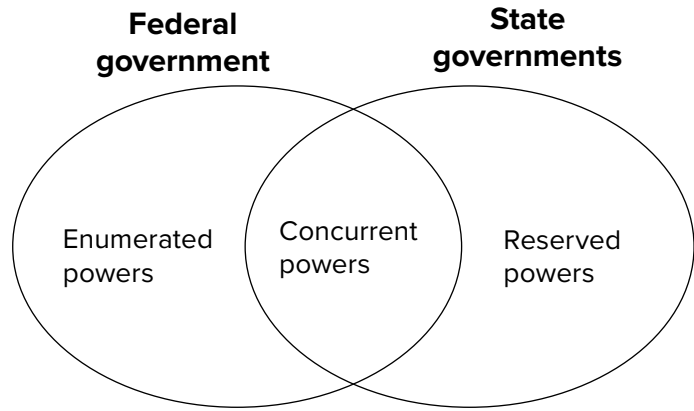 Federal
government
State
governments
Enumerated
powers
Concurrent
powers
Reserved
powers